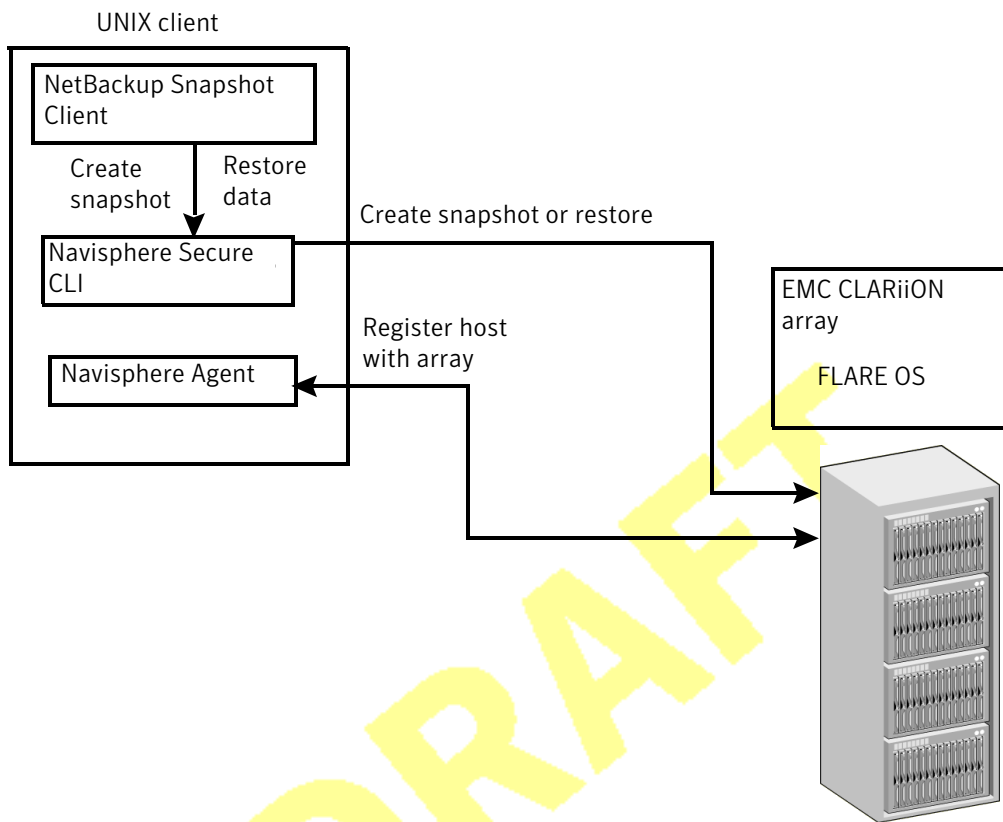 UNIX client
NetBackup Snapshot
Client
Create
snapshot
Restore
data
Navisphere Secure
CLI
Create snapshot or restore
Register host
with array
Navisphere Agent
EMC CLARiiON
array
FLARE OS
DRAFT